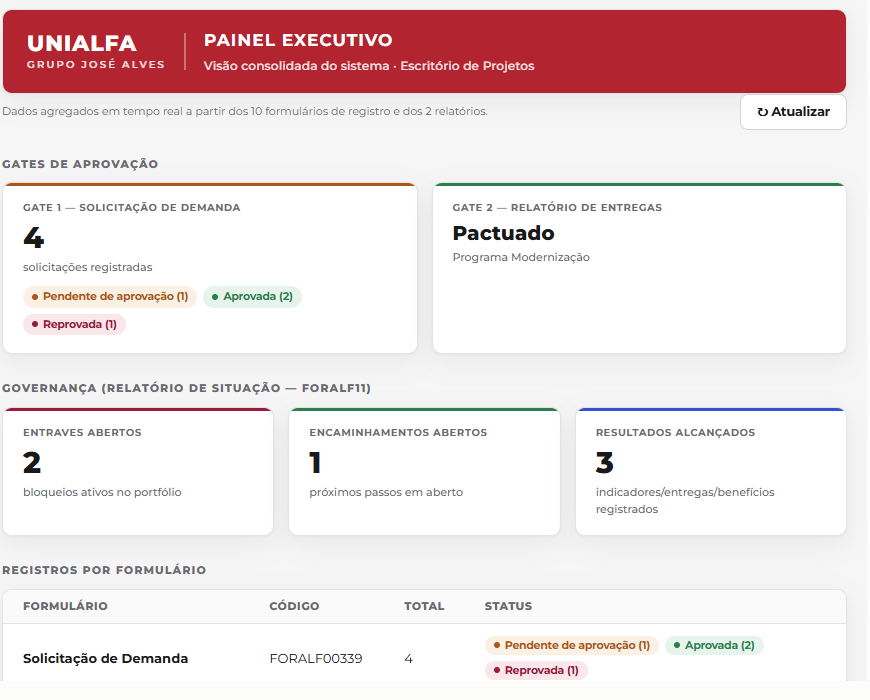 UNIALFA
GRUPO JOSÉ ALVES
PAINEL EXECUTIVO
Visão consolidada do sistema · Escritório de Projetos
Dados agregados em tempo real a partir dos 10 formulários de registro e dos 2 relatórios.
↻ Atualizar
GATES DE APROVAÇÃO
GATE 1 — SOLICITAÇÃO DE DEMANDA
4
solicitações registradas
Pendente de aprovação (1) Aprovada (2)
Reprovada (1)
GATE 2 — RELATÓRIO DE ENTREGAS
Pactuado
Programa Modernização
GOVERNANÇA (RELATÓRIO DE SITUAÇÃO — FORALF11)
ENTRAVES ABERTOS
2
bloqueios ativos no portfólio
ENCAMINHAMENTOS ABERTOS
1
próximos passos em aberto
RESULTADOS ALCANÇADOS
3
indicadores/entregas/benefícios
registrados
REGISTROS POR FORMULÁRIO
FORMULÁRIO CÓDIGO TOTAL STATUS
Solicitação de Demanda FORALF00339 4 Pendente de aprovação (1) Aprovada (2)
Reprovada (1)